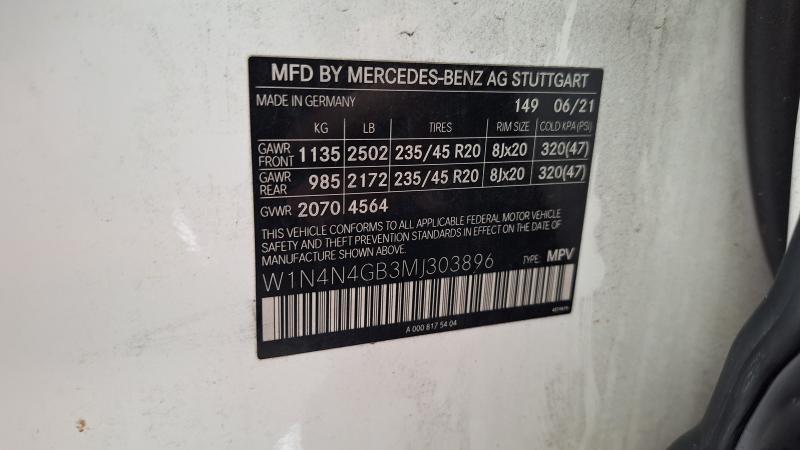 MFD BY MERCEDES-BENZ AG STUTTGART
MADE IN GERMANY 149 06/21
KG LB TIRES RIM SIZE COLD KPA (PSI)
GAWR FRONT 1135 2502 235/45 R20 8Jx20 320(47)
GAWR REAR 985 2172 235/45 R20 8Jx20 320(47)
GVWR 2070 4564
THIS VEHICLE CONFORMS TO ALL APPLICABLE FEDERAL MOTOR VEHICLE
SAFETY AND THEFT PREVENTION STANDARDS IN EFFECT ON THE DATE OF
MANUFACTURE SHOWN ABOVE.
W1N4N4GB3MJ303896 TYPE: MPV
A 000 817 54 04